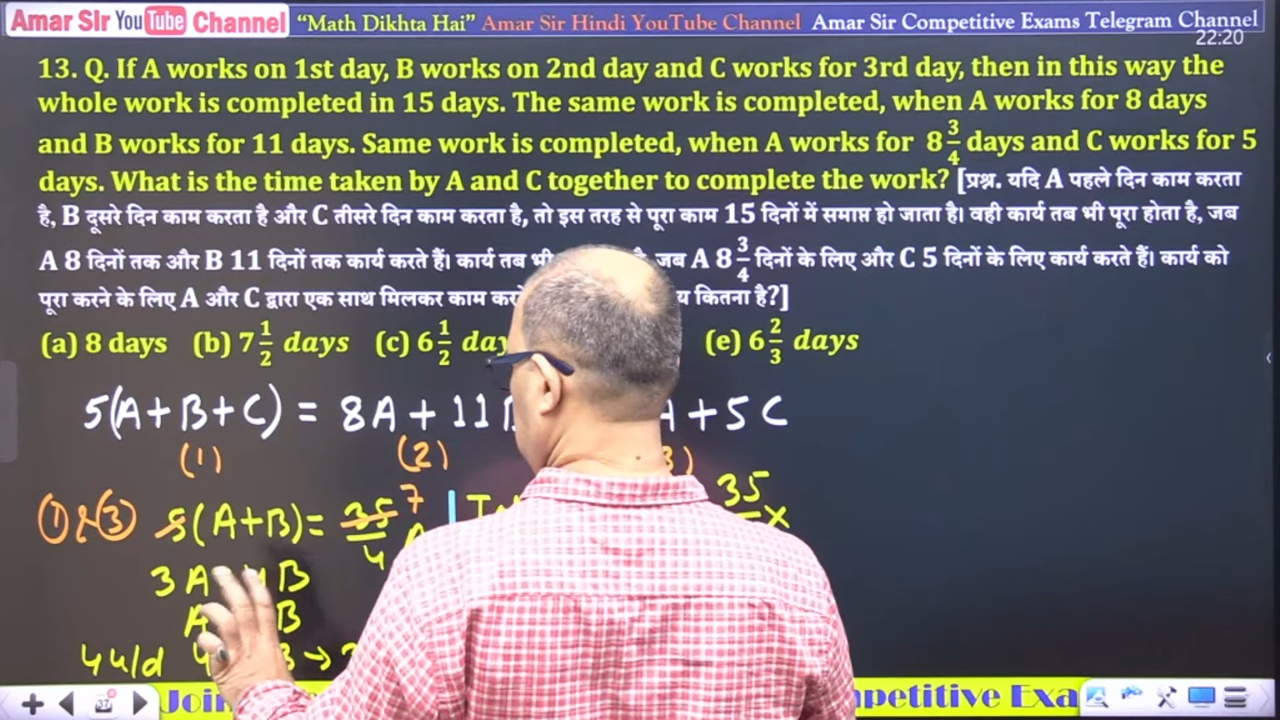 Amar Sir YouTube Channel "Math Dikhta Hai" Amar Sir Hindi YouTube Channel Amar Sir Competitive Exams Telegram Channel
22:20
13. Q. If A works on 1st day, B works on 2nd day and C works for 3rd day, then in this way the
whole work is completed in 15 days. The same work is completed, when A works for 8 days
and B works for 11 days. Same work is completed, when A works for 8 3/4 days and C works for 5
days. What is the time taken by A and C together to complete the work? [प्रश्न. यदि A पहले दिन काम करता
है, B दूसरे दिन काम करता है और C तीसरे दिन काम करता है, तो इस तरह से पूरा काम 15 दिनों में समाप्त हो जाता है। वही कार्य तब भी पूरा होता है, जब
A 8 दिनों तक और B 11 दिनों तक कार्य करते हैं। कार्य तब भी जब A 8 3/4 दिनों के लिए और C 5 दिनों के लिए कार्य करते हैं। कार्य को
पूरा करने के लिए A और C द्वारा एक साथ मिलकर काम कितना है?]
(a) 8 days (b) 7 1/2 days (c) 6 1/2 (e) 6 2/3 days
5(A+B+C) = 8A + 11 A + 5C
(1) (2)
①&③ 5(A+B) = 35/4 7 35 x
3A 4B
A B
4u/d 4 →
Join Competitive Exa
37